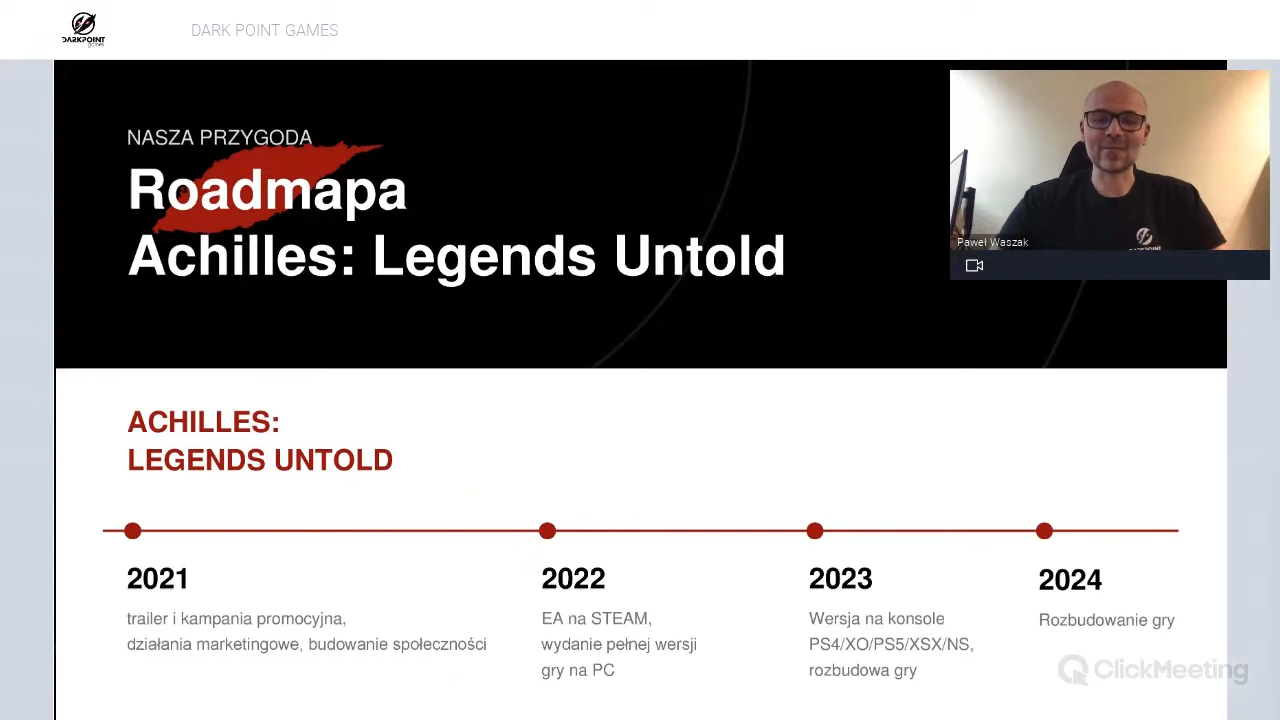 DARKPOINT
games
DARK POINT GAMES
NASZA PRZYGODA
Roadmapa
Achilles: Legends Untold
Paweł Waszak
DARKPOINT
ACHILLES:
LEGENDS UNTOLD
2021
trailer i kampania promocyjna,
działania marketingowe, budowanie społeczności
2022
EA na STEAM,
wydanie pełnej wersji
gry na PC
2023
Wersja na konsole
PS4/XO/PS5/XSX/NS,
rozbudowa gry
2024
Rozbudowanie gry
ClickMeeting